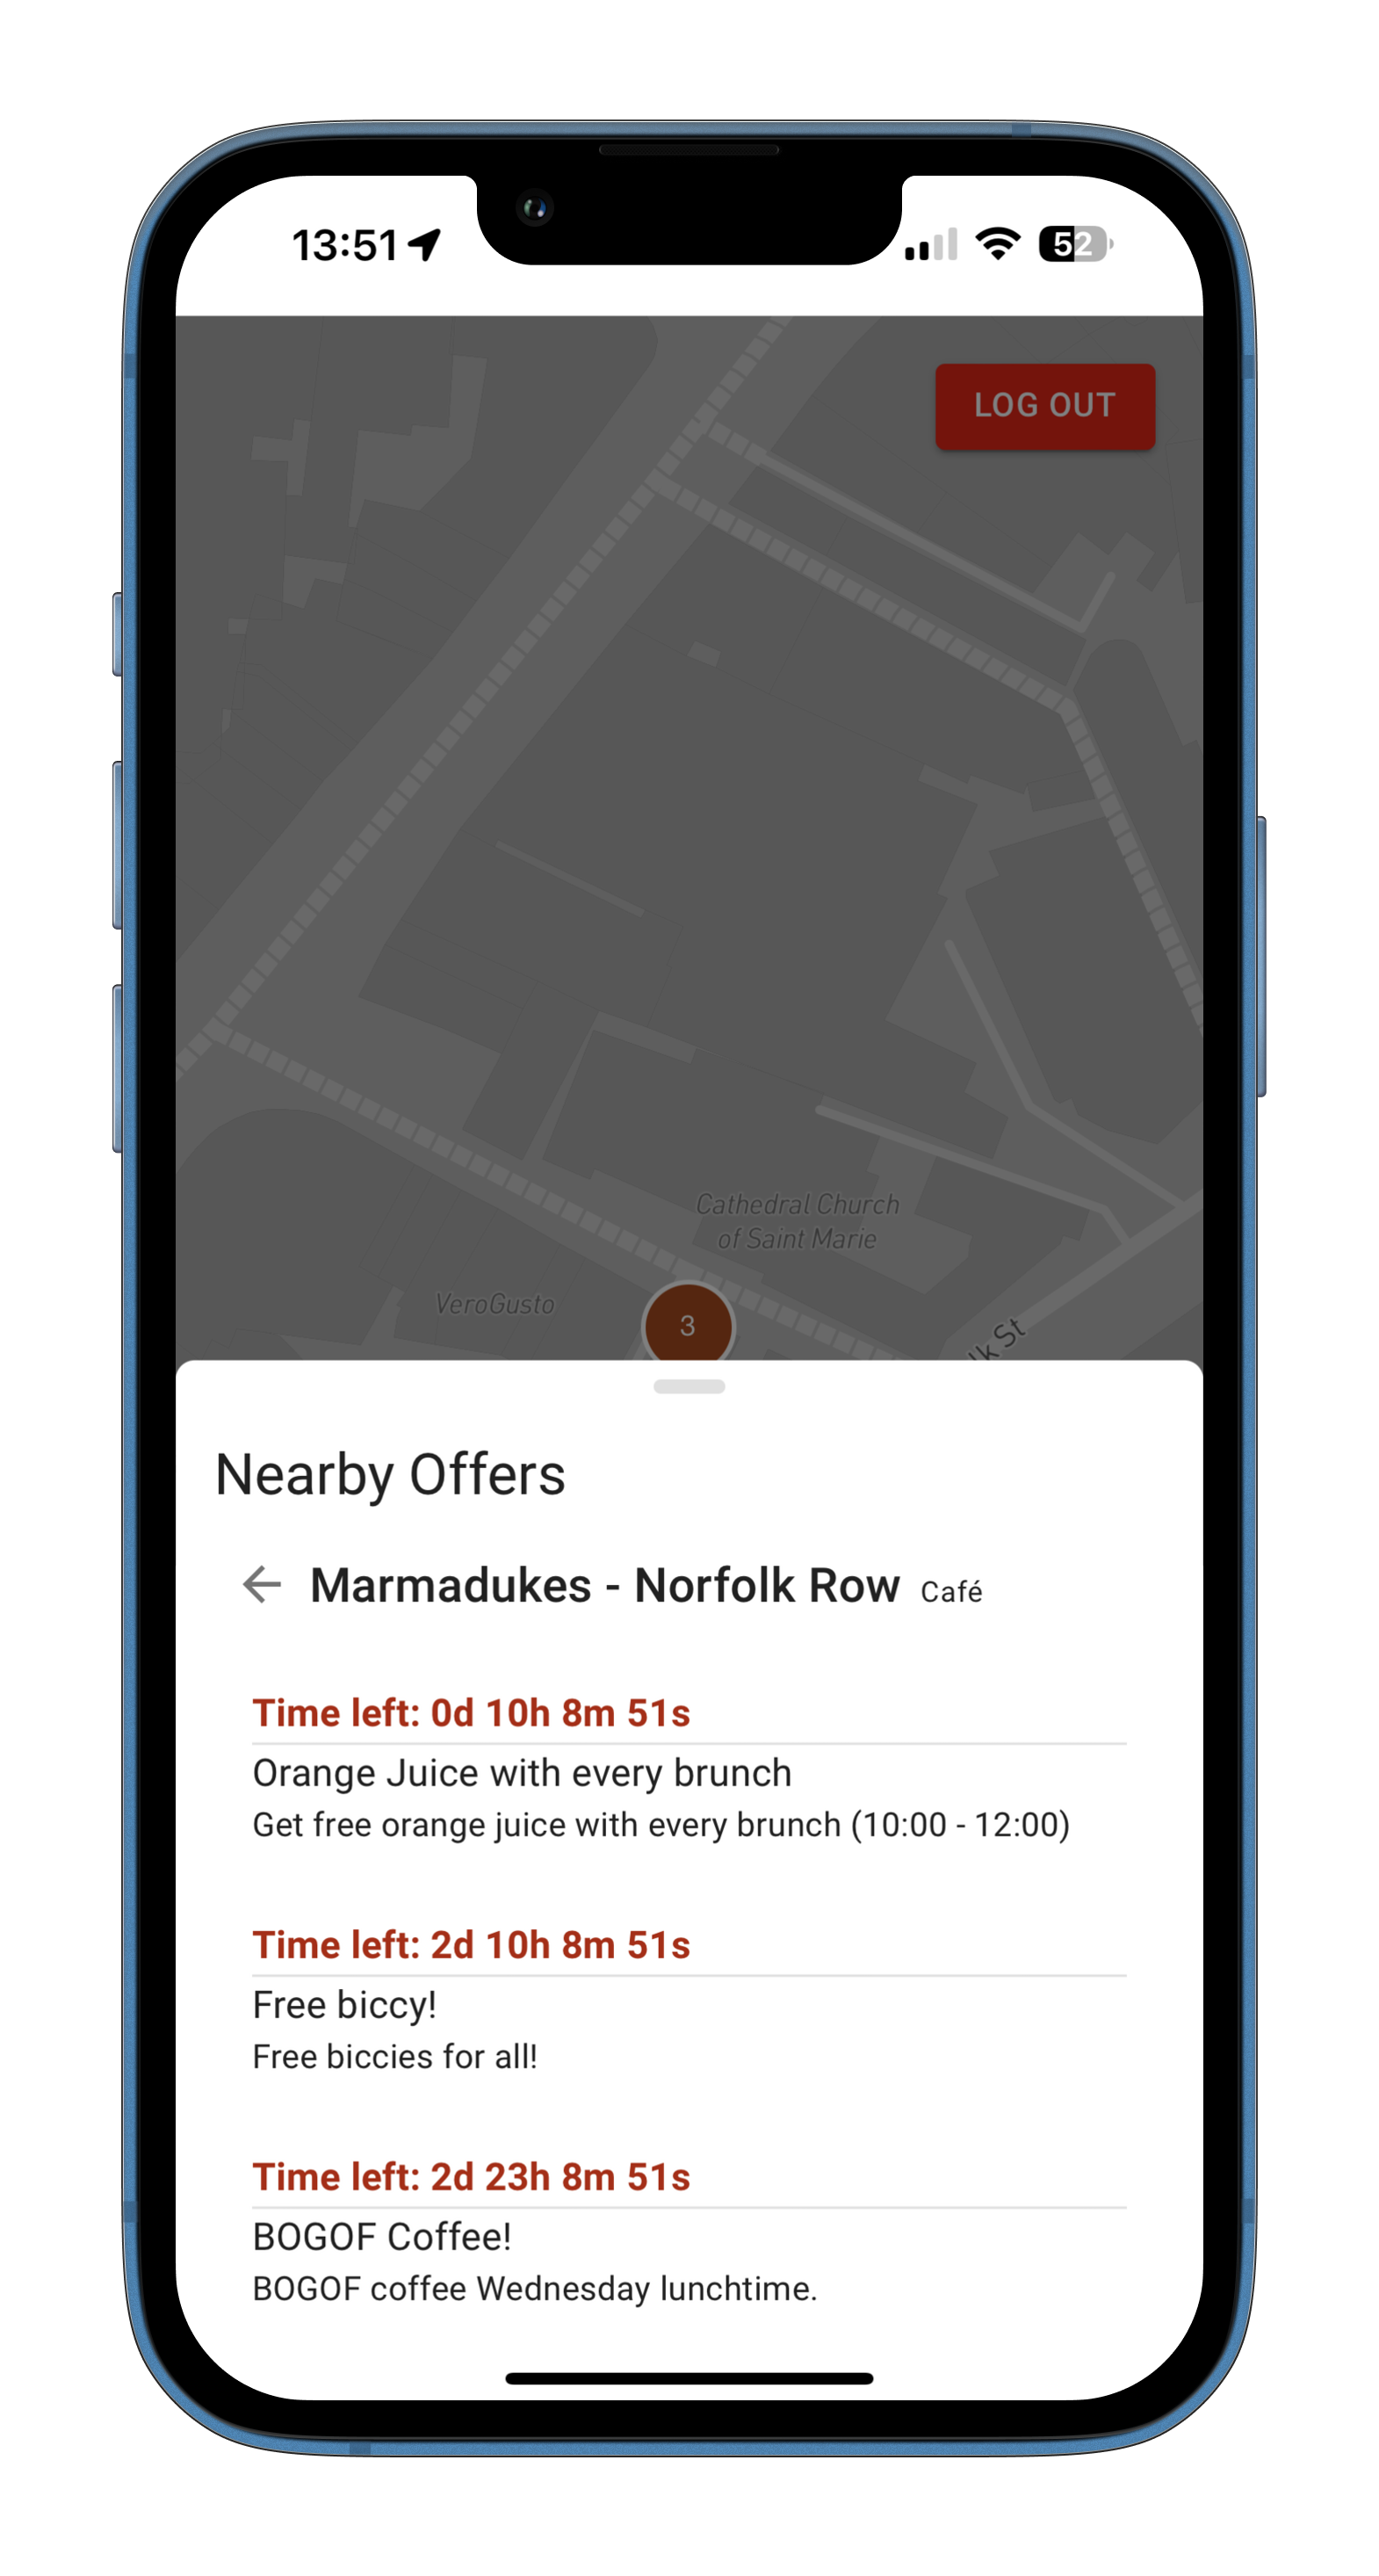 13:51
52
LOG OUT
Cathedral Church
of Saint Marie
VeroGusto
3
lk St
Nearby Offers
Marmadukes - Norfolk Row Café
Time left: 0d 10h 8m 51s
Orange Juice with every brunch
Get free orange juice with every brunch (10:00 - 12:00)
Time left: 2d 10h 8m 51s
Free biccy!
Free biccies for all!
Time left: 2d 23h 8m 51s
BOGOF Coffee!
BOGOF coffee Wednesday lunchtime.